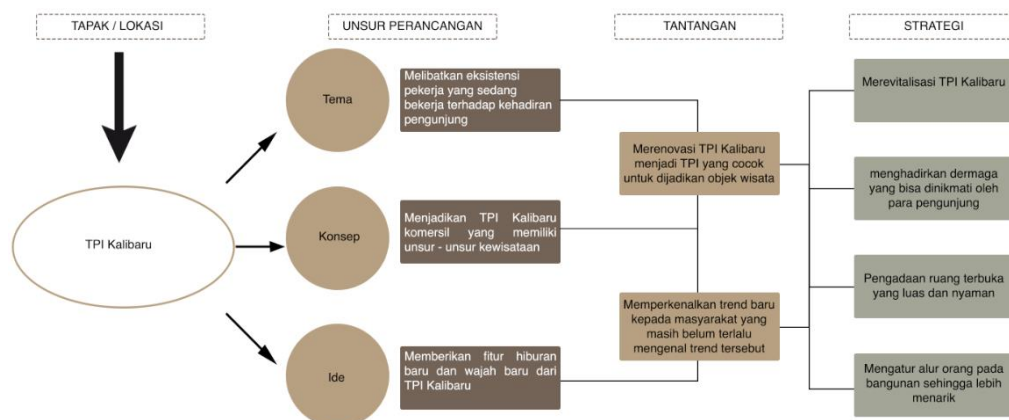 TAPAK / LOKASI
UNSUR PERANCANGAN
TANTANGAN
STRATEGI
TPI Kalibaru
Tema
Melibatkan eksistensi
pekerja yang sedang
bekerja terhadap kehadiran
pengunjung
Konsep
Menjadikan TPI Kalibaru
komersil yang memiliki
unsur - unsur kewisataan
Ide
Memberikan fitur hiburan
baru dan wajah baru dari
TPI Kalibaru
Merenovasi TPI Kalibaru
menjadi TPI yang cocok
untuk dijadikan objek wisata
Memperkenalkan trend baru
kepada masyarakat yang
masih belum terlalu
mengenal trend tersebut
Merevitalisasi TPI Kalibaru
menghadirkan dermaga
yang bisa dinikmati oleh
para pengunjung
Pengadaan ruang terbuka
yang luas dan nyaman
Mengatur alur orang pada
bangunan sehingga lebih
menarik